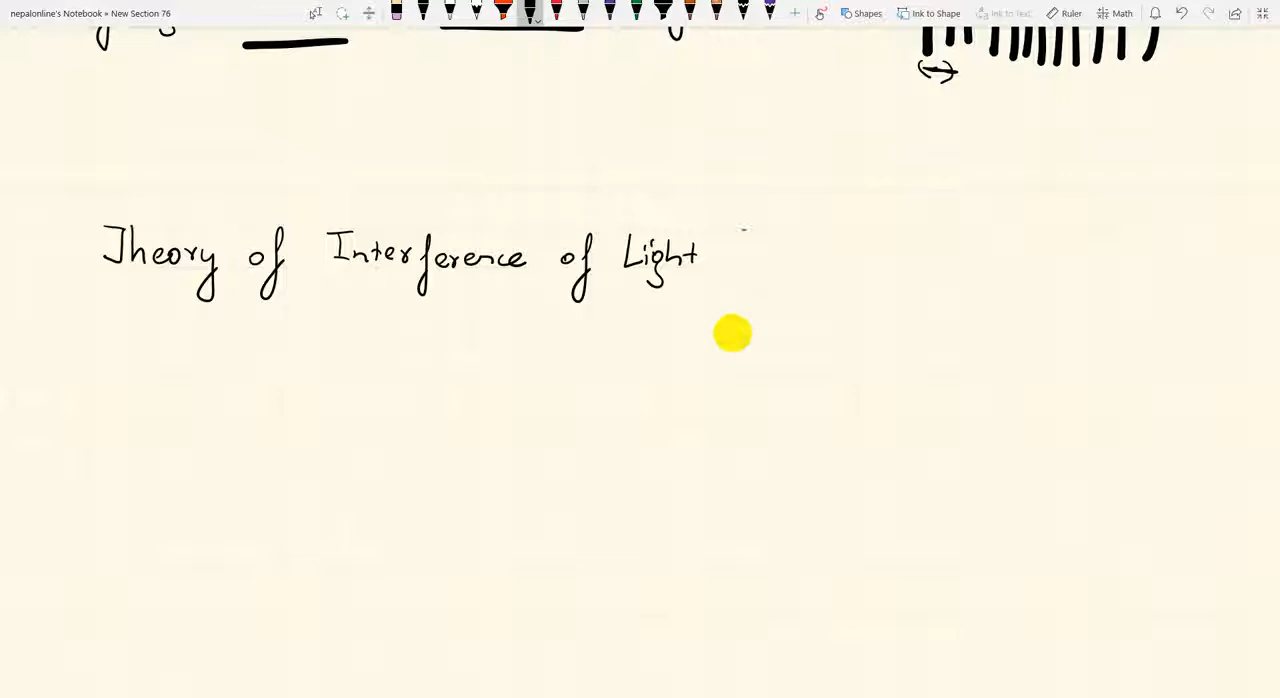 nepalonline's Notebook » New Section 76
Shapes
Ink to Shape
Ink to Text
Ruler
Math
Theory of Interference of Light